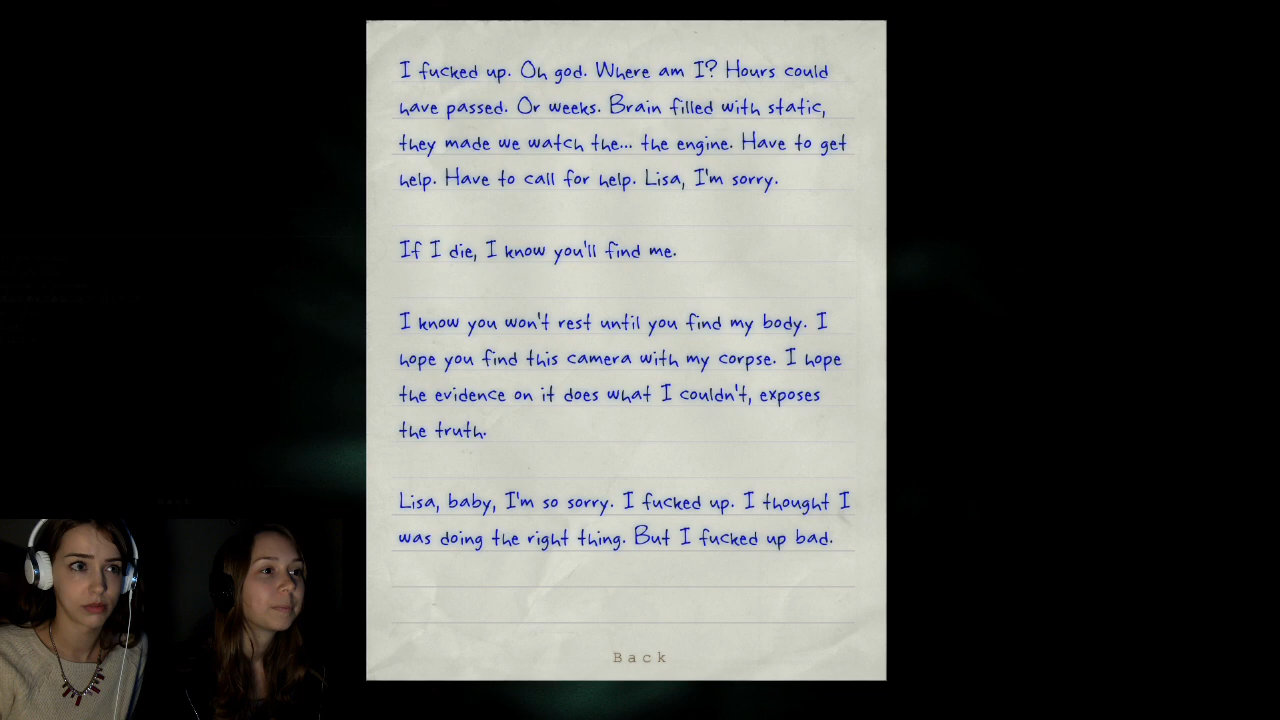 I fucked up. Oh god. Where am I? Hours could
have passed. Or weeks. Brain filled with static,
they made we watch the... the engine. Have to get
help. Have to call for help. Lisa, I'm sorry.
If I die, I know you'll find me.
I know you won't rest until you find my body. I
hope you find this camera with my corpse. I hope
the evidence on it does what I couldn't, exposes
the truth.
Lisa, baby, I'm so sorry. I fucked up. I thought I
was doing the right thing. But I fucked up bad.
Back